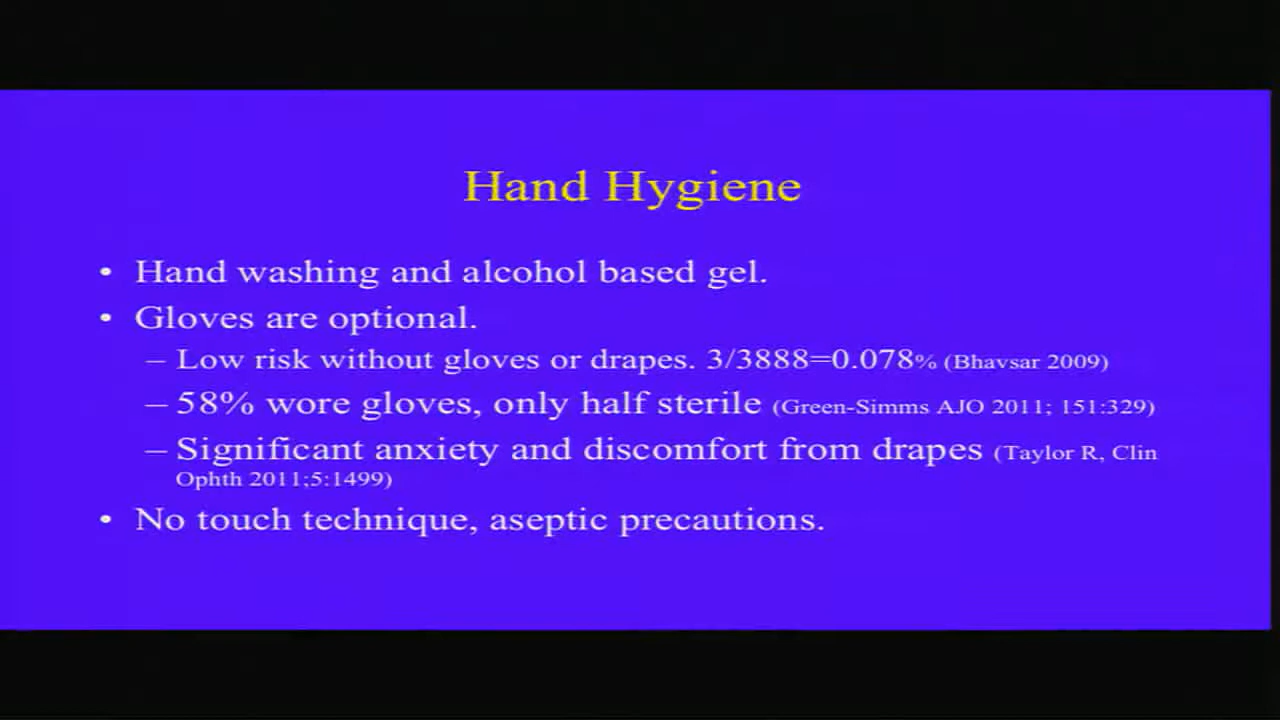 Hand Hygiene
• Hand washing and alcohol based gel.
• Gloves are optional.
– Low risk without gloves or drapes. 3/3888=0.078% (Bhavsar 2009)
– 58% wore gloves, only half sterile (Green-Simms AJO 2011; 151:329)
– Significant anxiety and discomfort from drapes (Taylor R, Clin
Ophth 2011;5:1499)
• No touch technique, aseptic precautions.